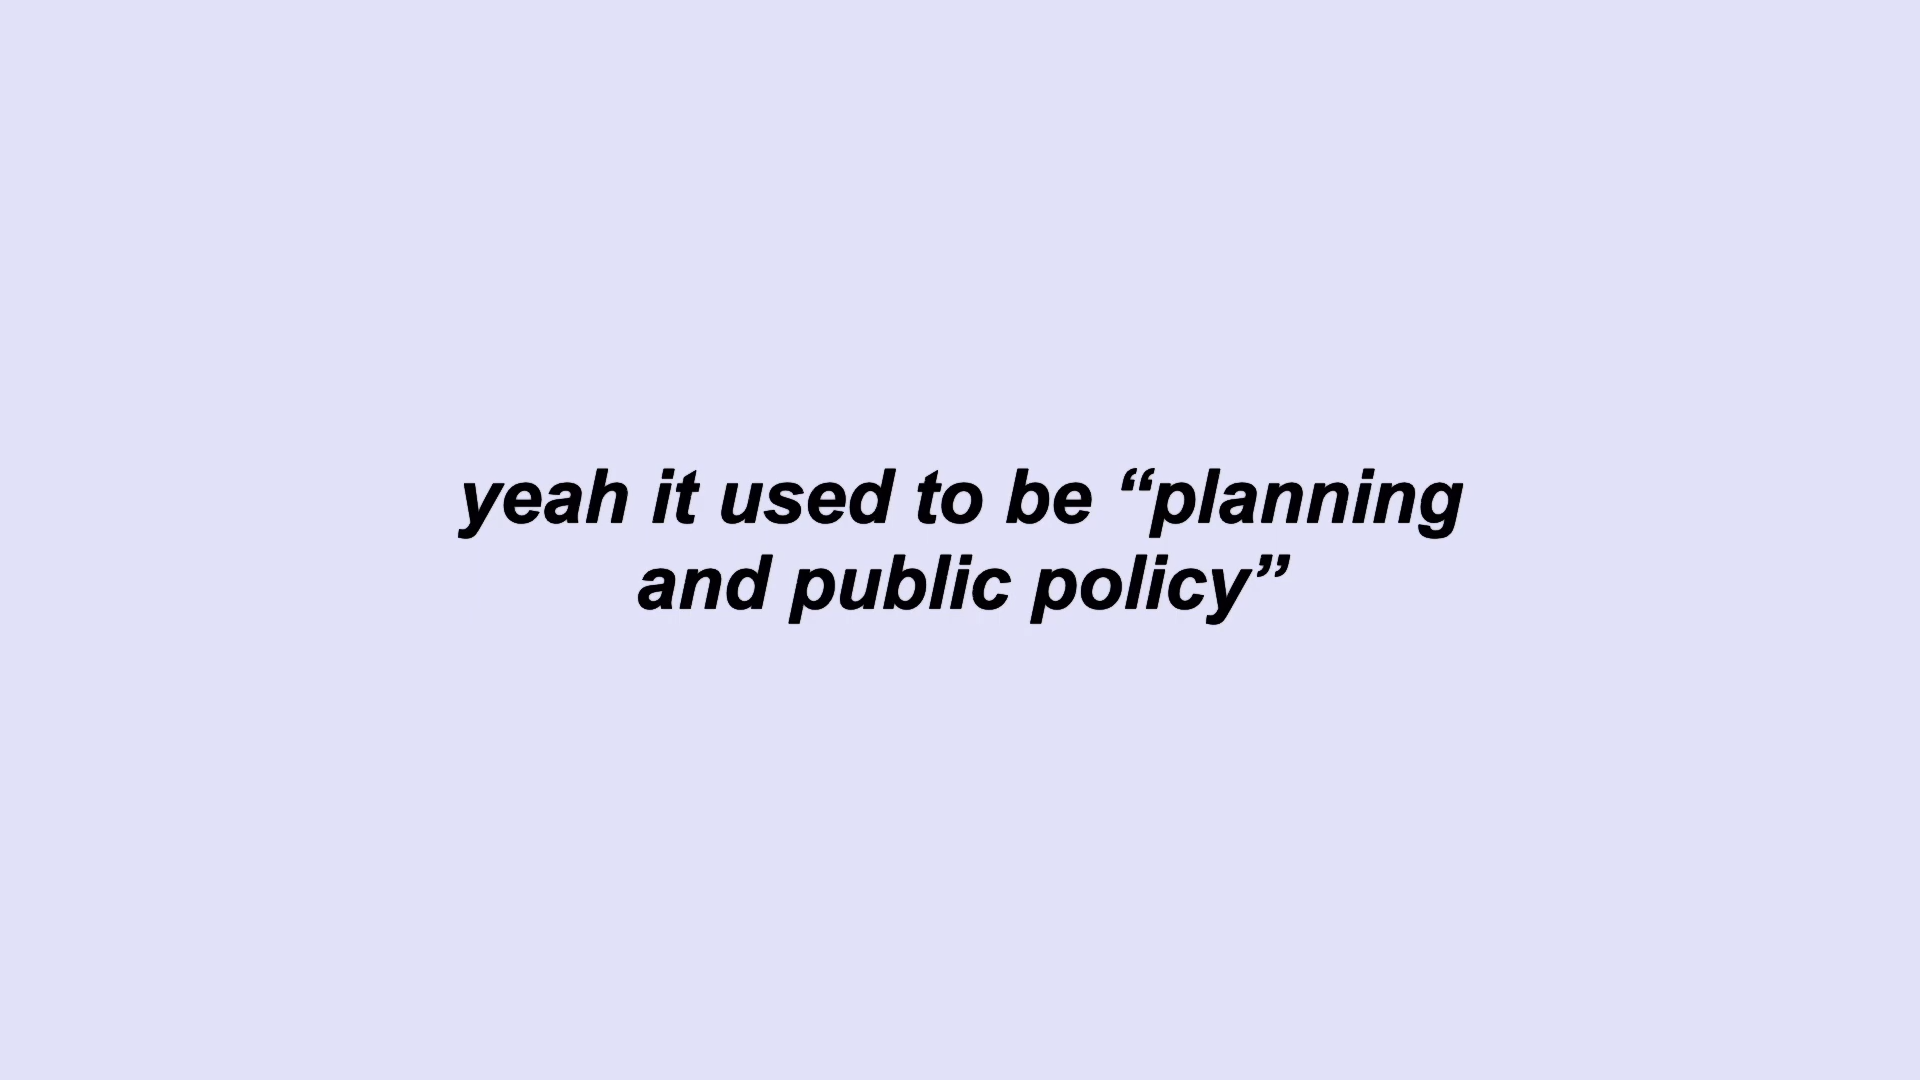 yeah it used to be “planning
and public policy”